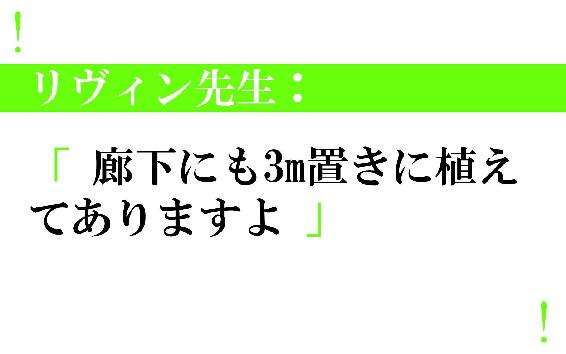 !
リヴィン先生：
「 廊下にも3m置きに植え
てありますよ 」
!